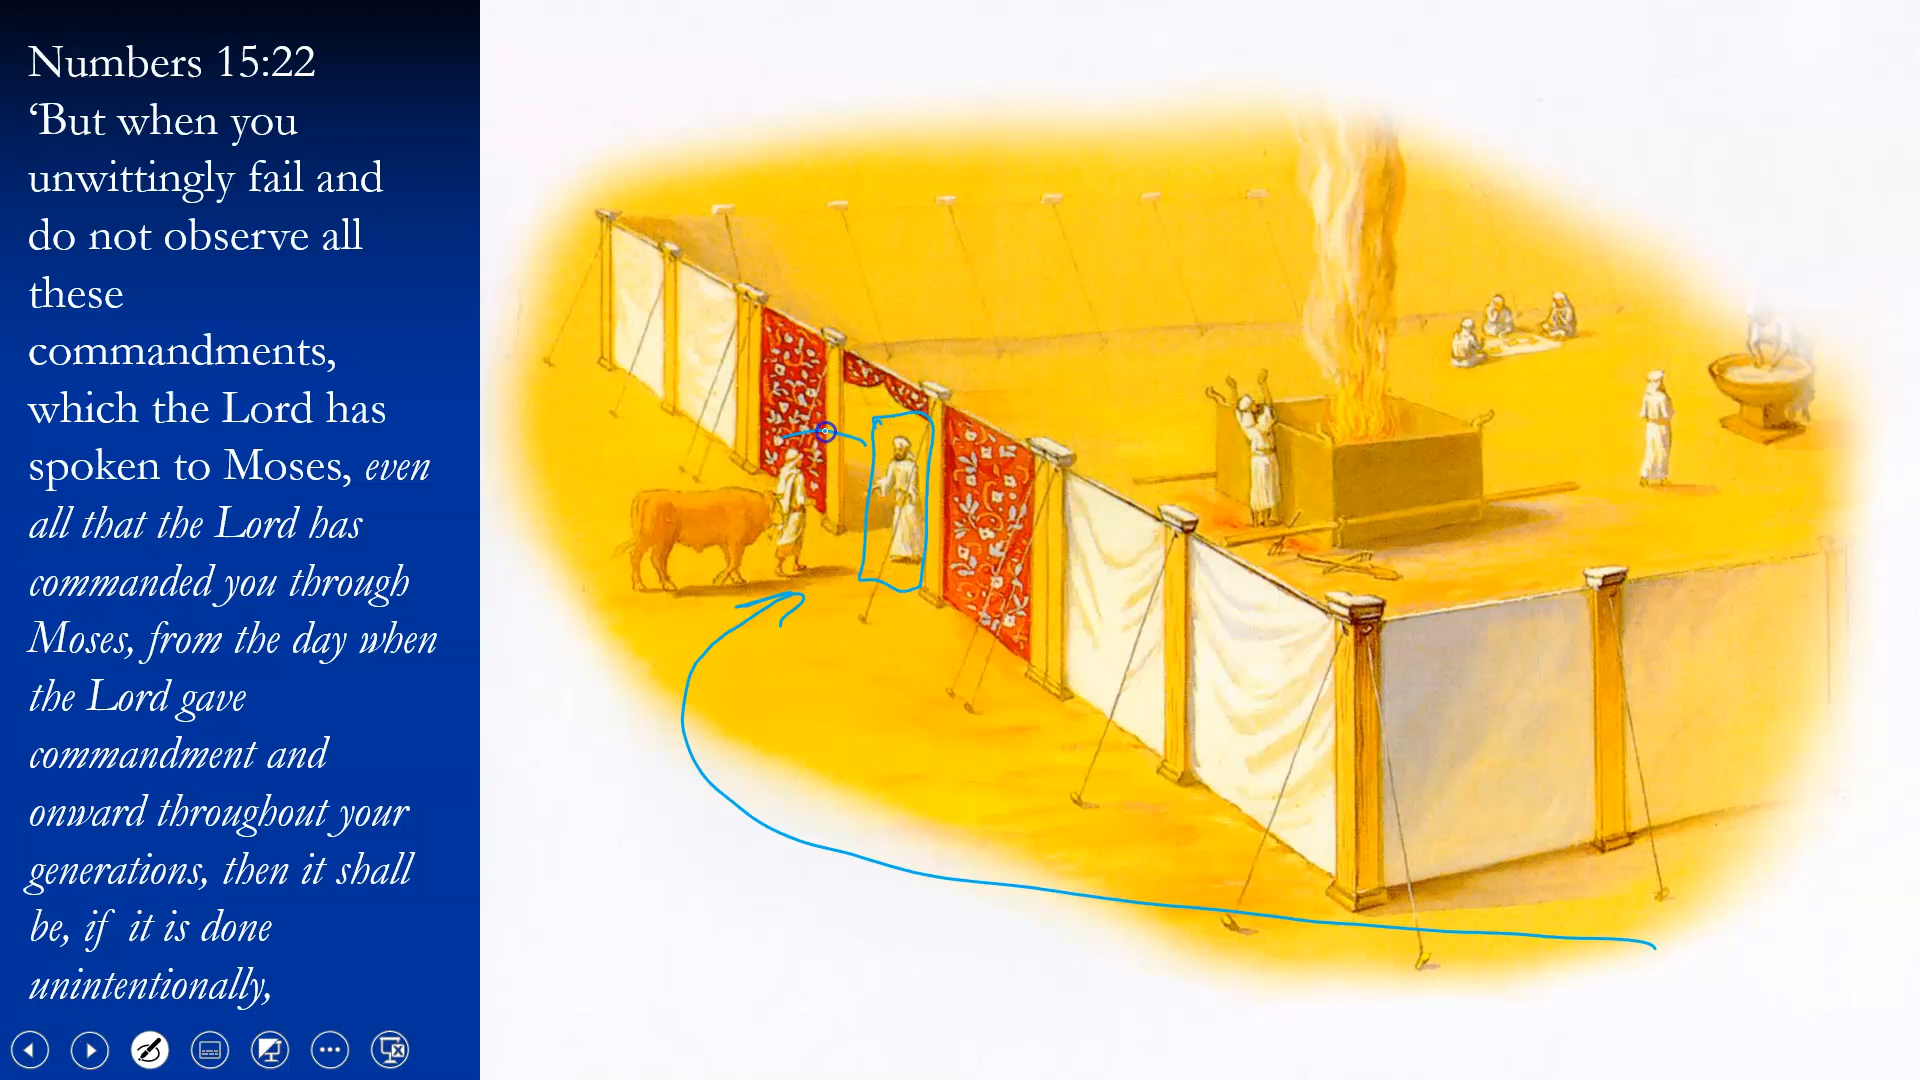 Numbers 15:22
‘But when you
unwittingly fail and
do not observe all
these
commandments,
which the Lord has
spoken to Moses, even
all that the Lord has
commanded you through
Moses, from the day when
the Lord gave
commandment and
onward throughout your
generations, then it shall
be, if it is done
unintentionally,